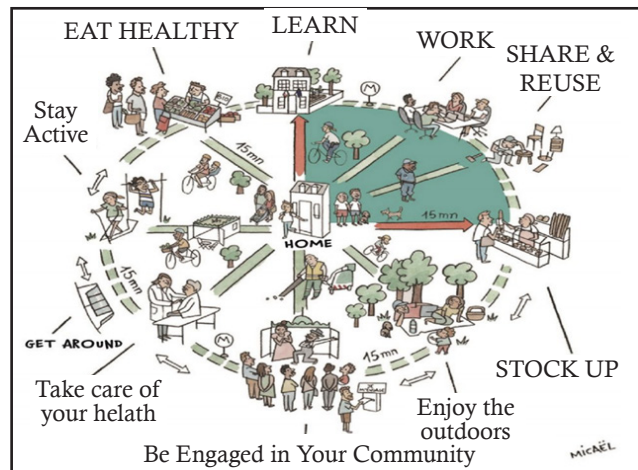 LEARN
EAT HEALTHY
WORK
SHARE &
REUSE
Stay
Active
M
15mn
15mn
HOME
15mn
GET AROUND
M
15mn
STOCK UP
Take care of
your helath
Enjoy the
outdoors
Be Engaged in Your Community
MICAËL